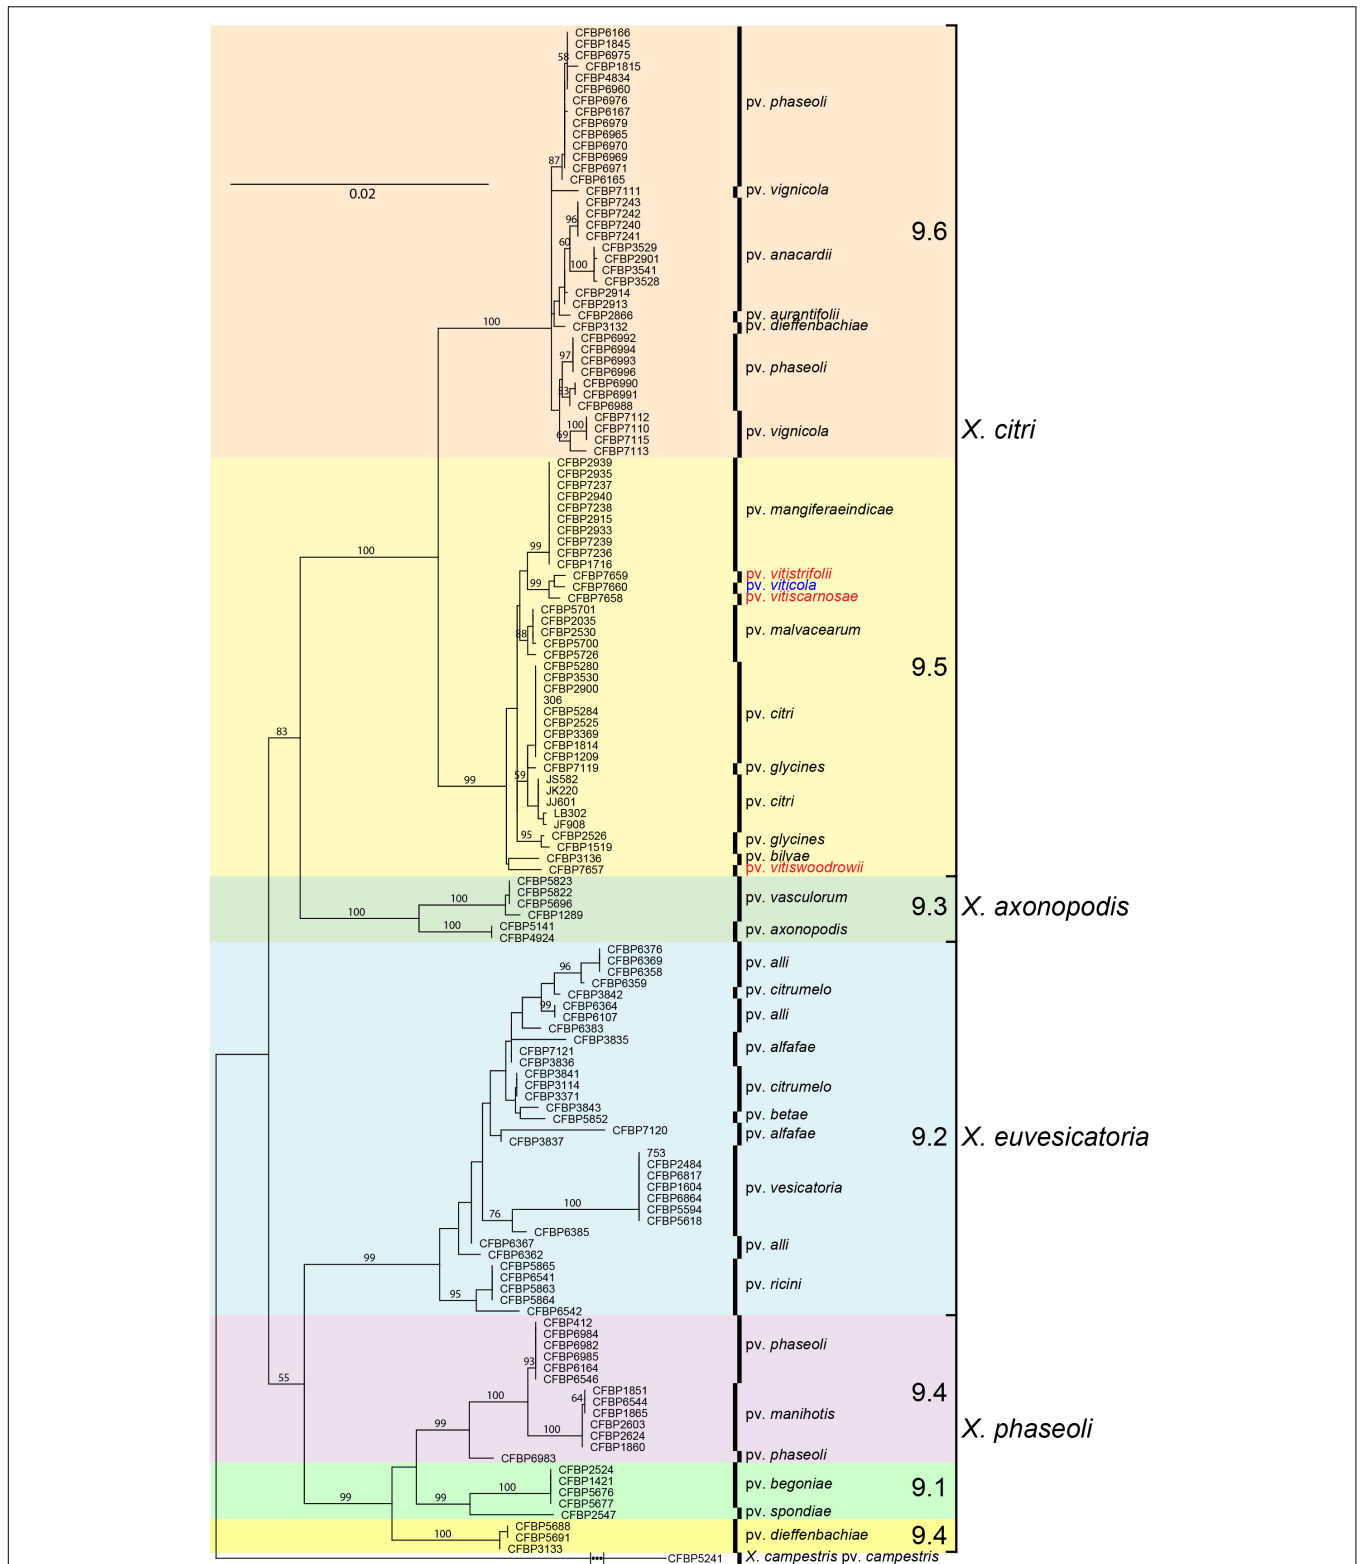 CFBP6166
CFBP1845
CFBP6975
58
CFBP1815
CFBP4834
CFBP6960
CFBP6976
pv. phaseoli
CFBP6167
CFBP6979
CFBP6965
CFBP6970
CFBP6969
87
CFBP6971
CFBP6165
0.02
CFBP7111
pv. vignicola
CFBP7243
CFBP7242
96
CFBP7240
CFBP7241
9.6
60
CFBP3529
CFBP2901
pv. anacardii
100
CFBP3541
CFBP3528
CFBP2914
CFBP2913
CFBP2866
pv. aurantifolii
100
CFBP3132
pv. dieffenbachiae
CFBP6992
CFBP6994
97
CFBP6993
CFBP6996
pv. phaseoli
CFBP6990
53
CFBP6991
CFBP6988
CFBP7112
100
CFBP7110
pv. vignicola
X. citri
69
CFBP7115
CFBP7113
CFBP2939
CFBP2935
CFBP7237
CFBP2940
CFBP7238
pv. mangiferaeindicae
CFBP2915
CFBP2933
CFBP7239
99
100
CFBP7236
CFBP1716
CFBP7659
pv. vitistrifolii
99
CFBP7660
pv. viticola
CFBP7658
pv. vitiscarnosae
CFBP5701
CFBP2035
88
CFBP2530
pv. malvacearum
CFBP5700
CFBP5726
CFBP5280
9.5
CFBP3530
CFBP2900
306
CFBP5284
pv. citri
CFBP2525
83
CFBP3369
CFBP1814
CFBP1209
CFBP7119
pv. glycines
99
59
JS582
JK220
JJ601
pv. citri
LB302
JF908
95
CFBP2526
pv. glycines
CFBP1519
CFBP3136
pv. bilvae
CFBP7657
pv. vitiswoodrowii
CFBP5823
CFBP5822
100
CFBP5696
pv. vasculorum
9.3
X. axonopodis
100
CFBP1289
100
CFBP5141
pv. axonopodis
CFBP4924
CFBP6376
CFBP6369
96
CFBP6358
pv. alli
CFBP6359
CFBP3842
pv. citrumelo
99
CFBP6364
CFBP6107
pv. alli
CFBP6383
CFBP3835
CFBP7121
pv. alfafae
CFBP3836
CFBP3841
CFBP3114
pv. citrumelo
CFBP3371
CFBP3843
CFBP5852
pv. betae
CFBP7120
pv. alfafae
9.2
X. euvesicatoria
CFBP3837
753
CFBP2484
CFBP6817
CFBP1604
pv. vesicatoria
CFBP6864
100
CFBP5594
76
CFBP5618
CFBP6385
CFBP6367
pv. alli
99
CFBP6362
CFBP5865
CFBP6541
CFBP5863
pv. ricini
95
CFBP5864
CFBP6542
CFBP412
CFBP6984
CFBP6982
pv. phaseoli
93
CFBP6985
CFBP6164
55
CFBP6546
CFBP1851
9.4
100
64
CFBP6544
CFBP1865
pv. manihotis
99
CFBP2603
100
CFBP2624
X. phaseoli
CFBP1860
CFBP6983
pv. phaseoli
CFBP2524
CFBP1421
pv. begoniae
9.1
100
CFBP5676
99
99
CFBP5677
CFBP2547
pv. spondiae
CFBP5688
100
CFBP5691
pv. dieffenbachiae
9.4
CFBP3133
CFBP5241
X. campestris pv. campestris